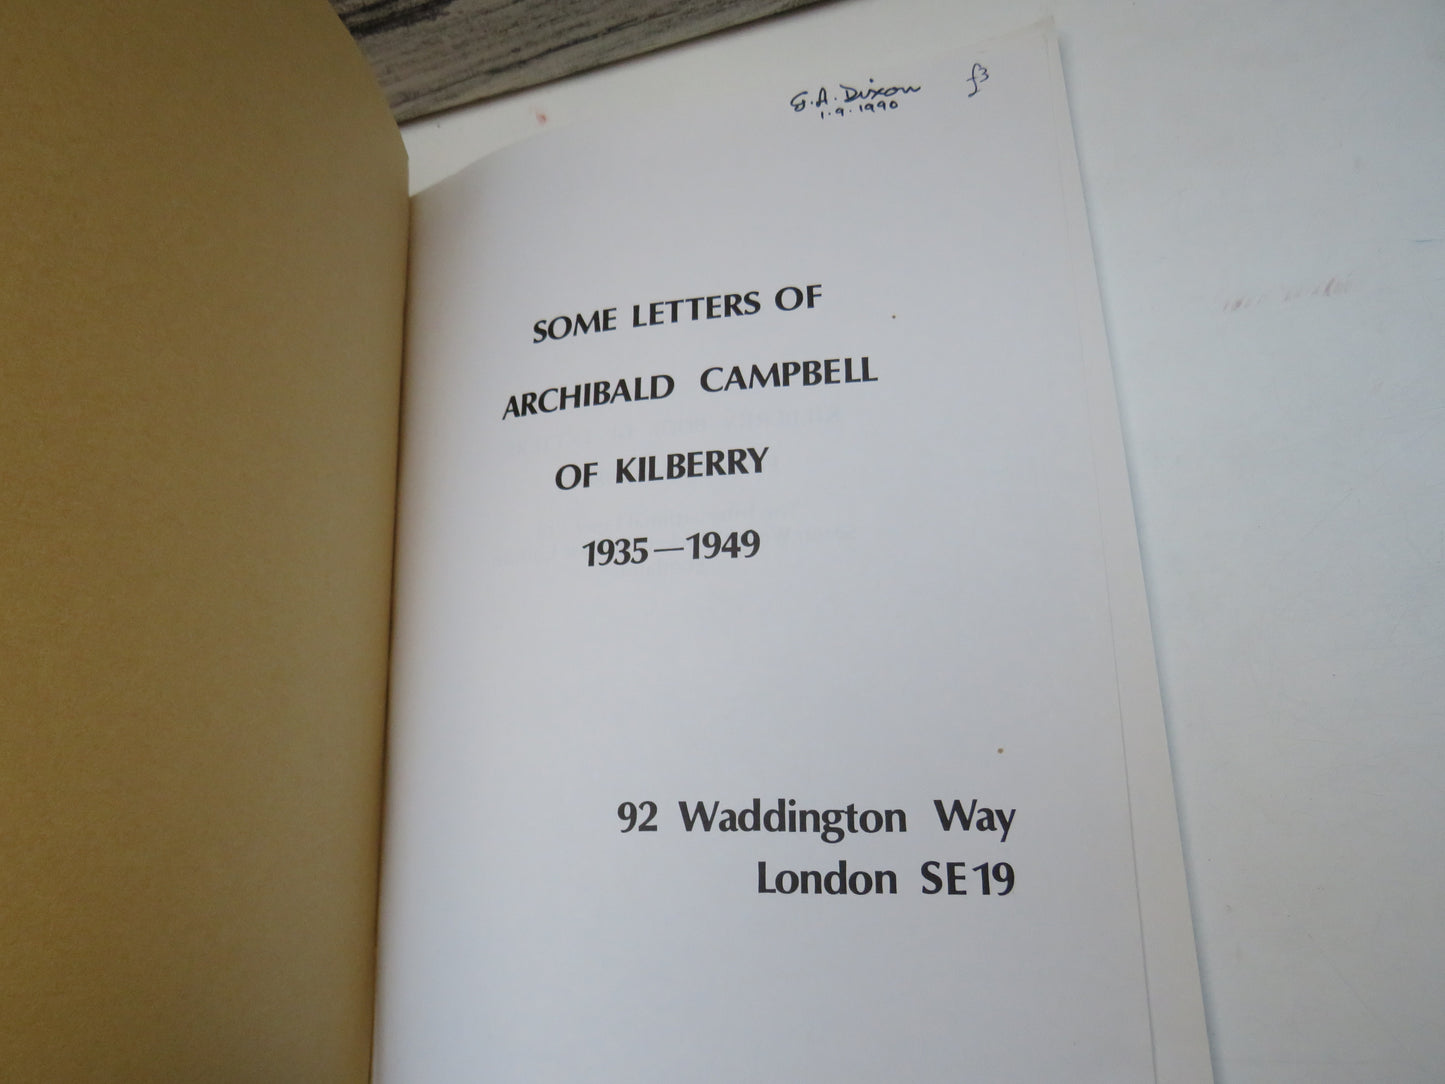 G.A. Dixon £3
1.9.1990
SOME LETTERS OF
ARCHIBALD CAMPBELL
OF KILBERRY
1935—1949
92 Waddington Way
London SE19